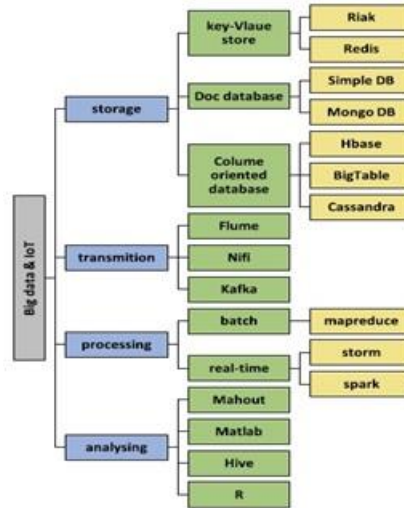 Big data & IoT
storage
key-Vlaue
store
Riak
Redis
Doc database
Simple DB
Mongo DB
Colume
oriented
database
Hbase
BigTable
Cassandra
transmition
Flume
Nifi
Kafka
processing
batch
mapreduce
real-time
storm
spark
analysing
Mahout
Matlab
Hive
R